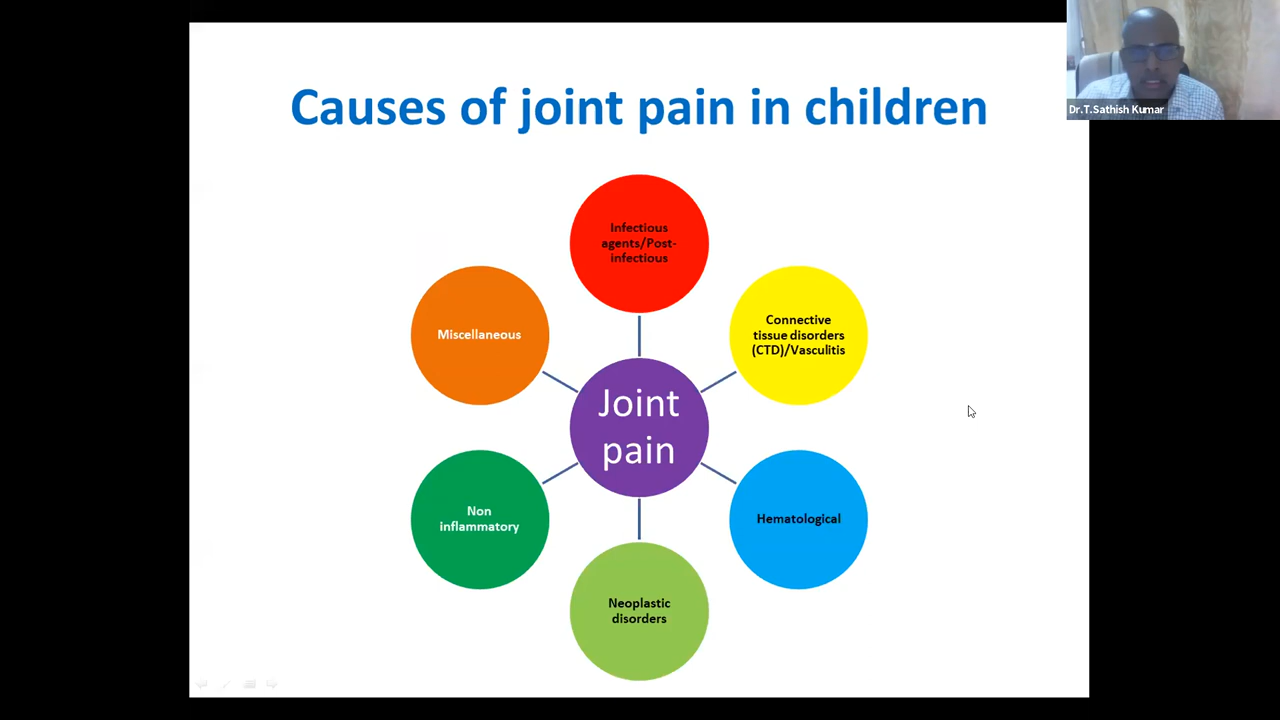 Causes of joint pain in children
Dr.T.Sathish Kumar
Infectious
agents/Post-
infectious
Connective
tissue disorders
(CTD)/Vasculitis
Hematological
Neoplastic
disorders
Non
inflammatory
Miscellaneous
Joint
pain